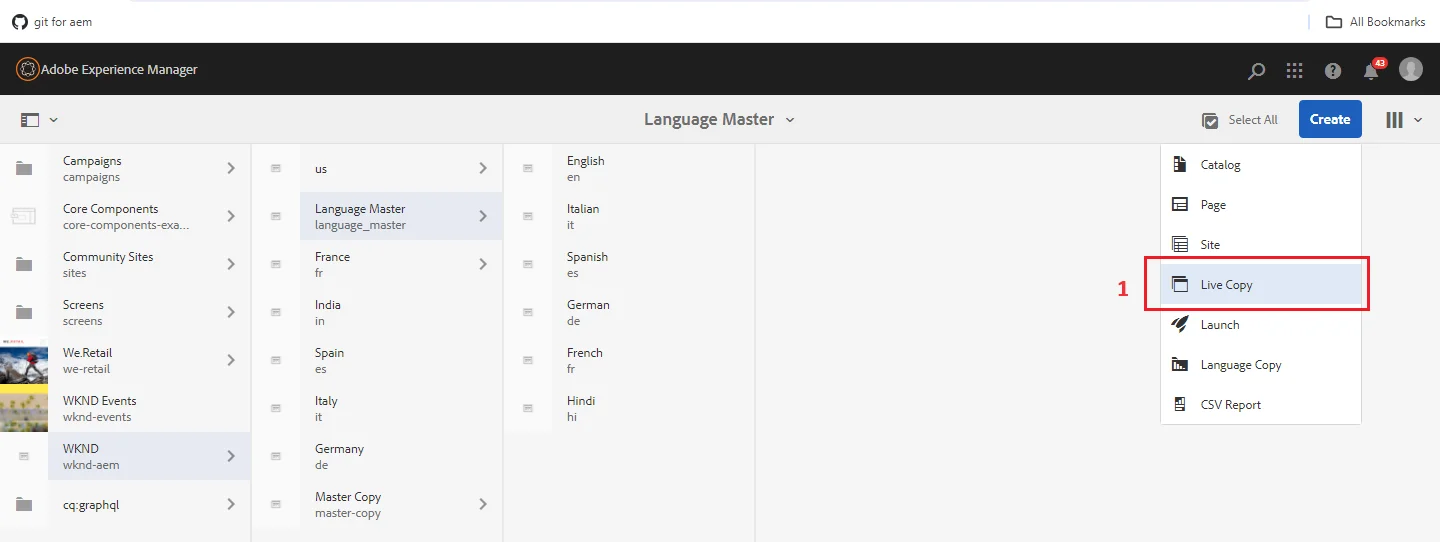 git for aem
All Bookmarks
Adobe Experience Manager
43
Language Master
Select All
Create
Campaigns
campaigns
Core Components
core-components-exa...
Community Sites
sites
Screens
screens
We.Retail
we-retail
WKND Events
wknd-events
WKND
wknd-aem
cq:graphql
us
Language Master
language_master
France
fr
India
in
Spain
es
Italy
it
Germany
de
Master Copy
master-copy
English
en
Italian
it
Spanish
es
German
de
French
fr
Hindi
hi
Catalog
Page
Site
1
Live Copy
Launch
Language Copy
CSV Report